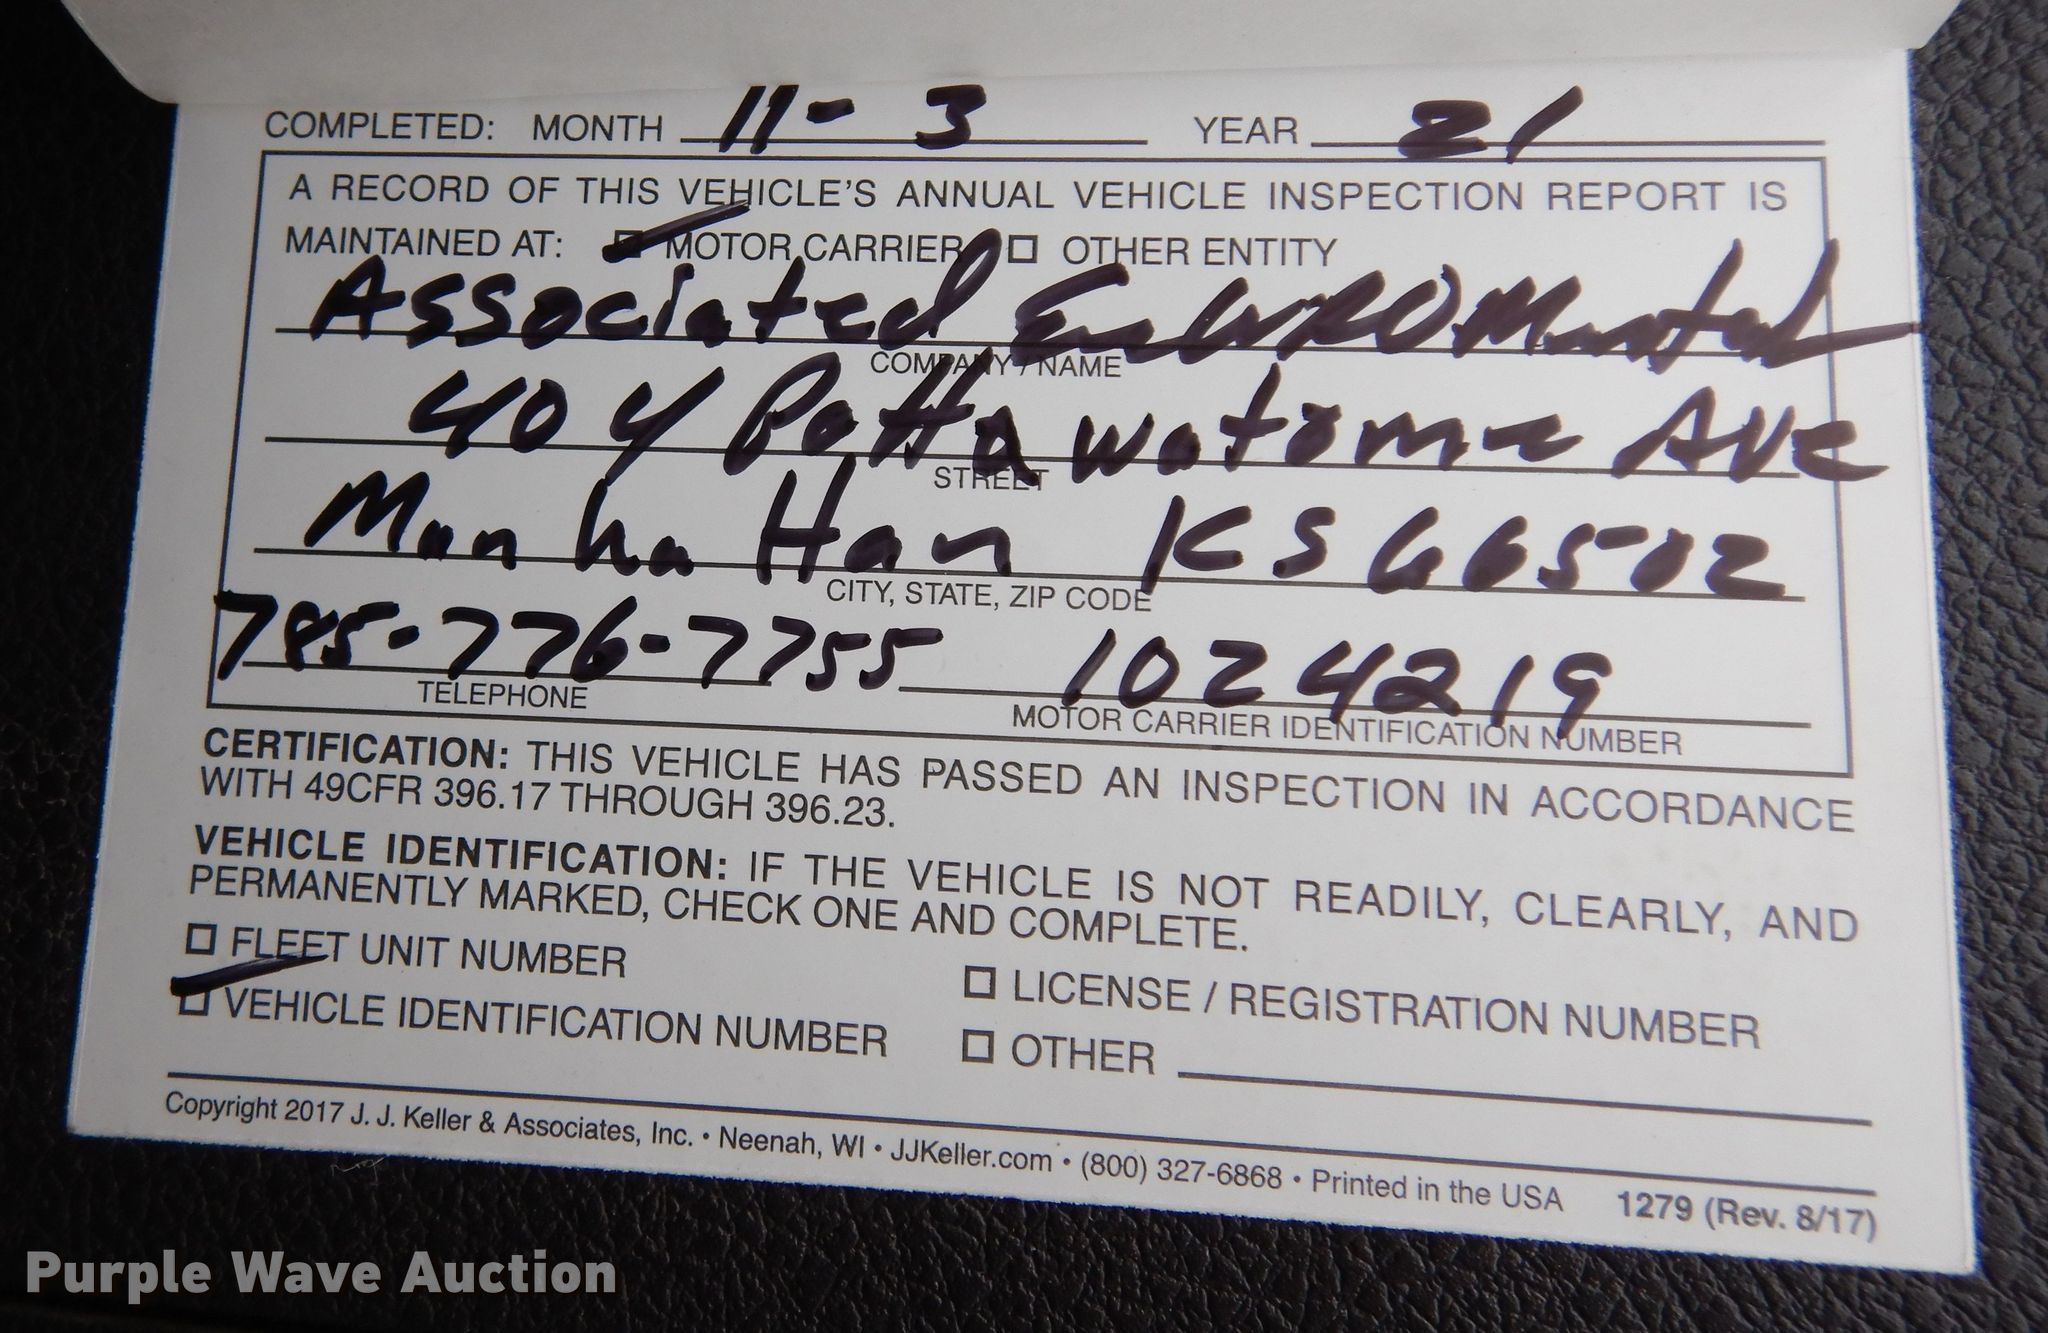 COMPLETED: MONTH 11-3 YEAR 21
A RECORD OF THIS VEHICLE'S ANNUAL VEHICLE INSPECTION REPORT IS
MAINTAINED AT: MOTOR CARRIER OTHER ENTITY
Associated
COMPANY / NAME
404 Pottawatome Ave
STREET
ManhaHan KS 66502
CITY, STATE, ZIP CODE
785-776-7755 1024219
TELEPHONE MOTOR CARRIER IDENTIFICATION NUMBER
CERTIFICATION: THIS VEHICLE HAS PASSED AN INSPECTION IN ACCORDANCE
WITH 49CFR 396.17 THROUGH 396.23.
VEHICLE IDENTIFICATION: IF THE VEHICLE IS NOT READILY, CLEARLY, AND
PERMANENTLY MARKED, CHECK ONE AND COMPLETE.
FLEET UNIT NUMBER LICENSE / REGISTRATION NUMBER
VEHICLE IDENTIFICATION NUMBER OTHER
Copyright 2017 J. J. Keller & Associates, Inc. • Neenah, WI • JJKeller.com • (800) 327-6868 • Printed in the USA 1279 (Rev. 8/17)
Purple Wave Auction